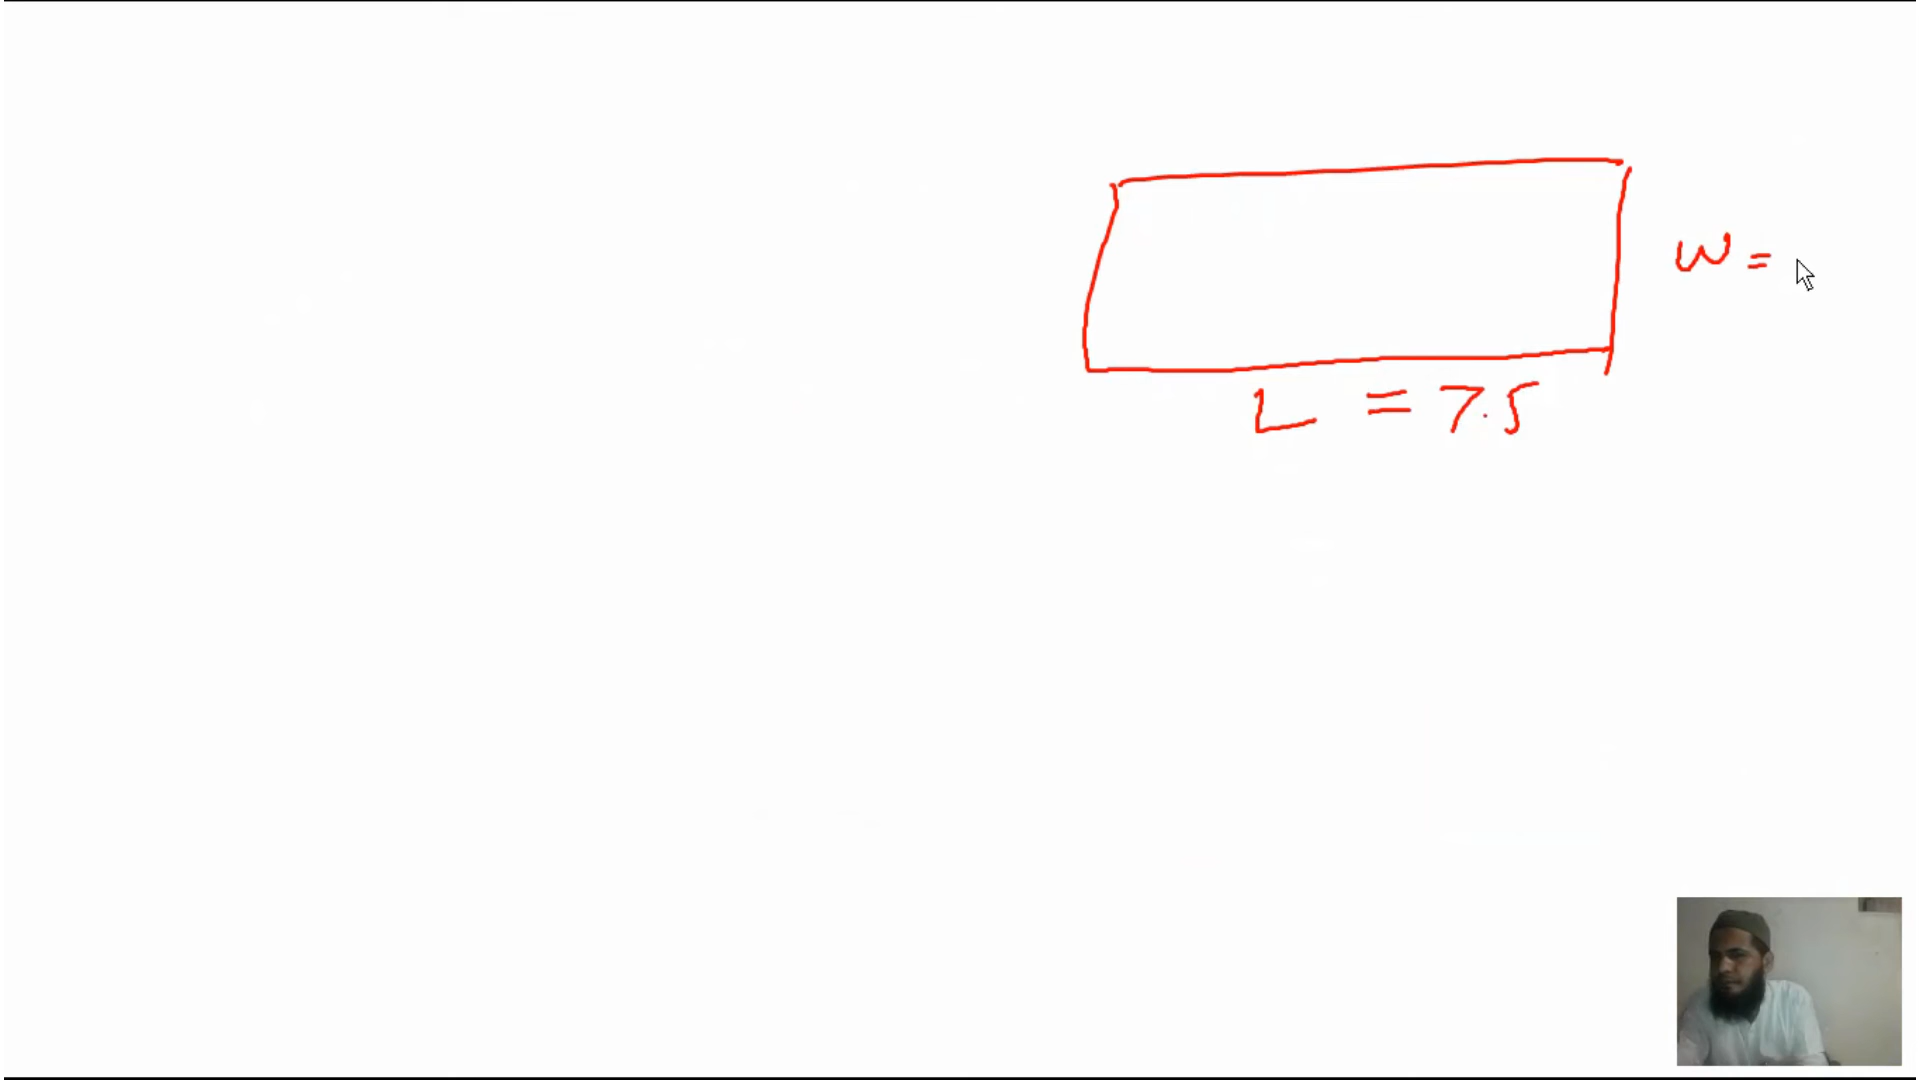 W =
L = 7.5